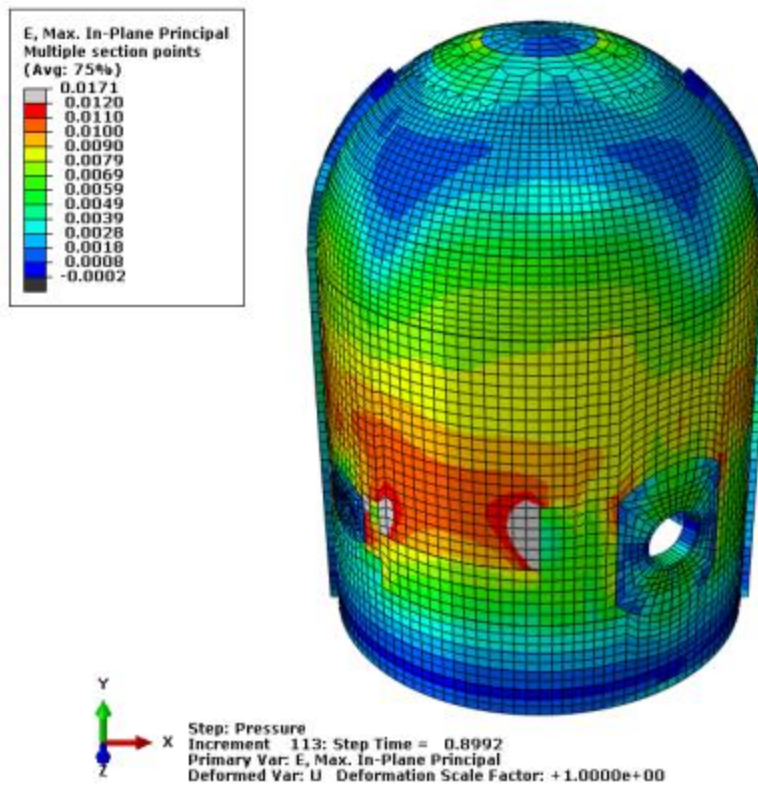 E, Max. In-Plane Principal
Multiple section points
(Avg: 75%)
0.0171
0.0120
0.0110
0.0100
0.0090
0.0079
0.0069
0.0059
0.0049
0.0039
0.0028
0.0018
0.0008
-0.0002
Y
X
Z
Step: Pressure
Increment 113: Step Time = 0.8992
Primary Var: E, Max. In-Plane Principal
Deformed Var: U Deformation Scale Factor: +1.0000e+00